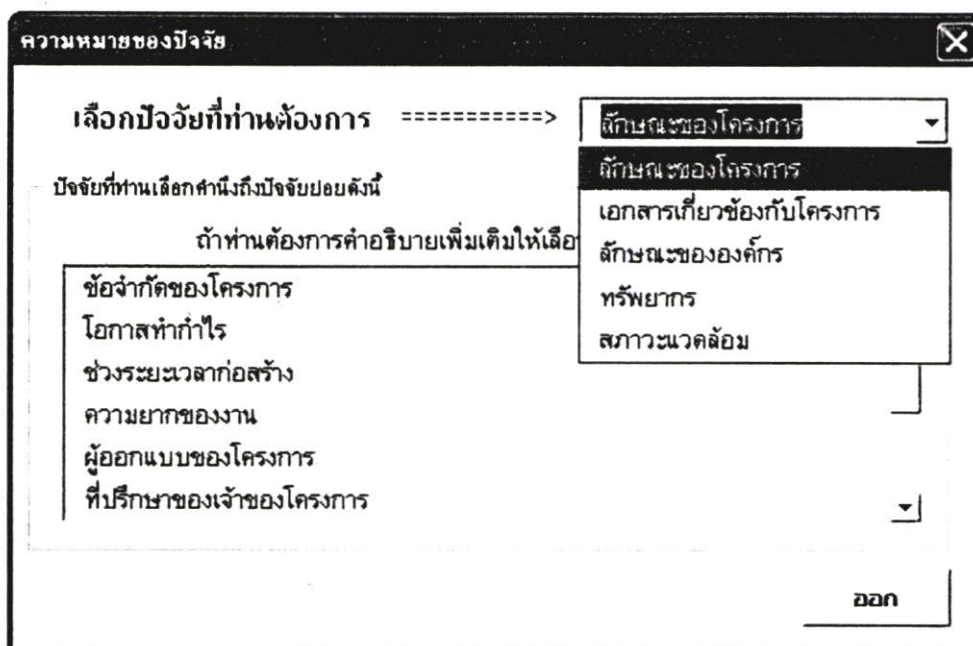 ความหมายของปัจจัย
เลือกปัจจัยที่ท่านต้องการ ===========> ลักษณะของโครงการ
ลักษณะของโครงการ
เอกสารเกี่ยวข้องกับโครงการ
ลักษณะขององค์กร
ทรัพยากร
สภาวะแวดล้อม
ปัจจัยที่ท่านเลือกคำนึงถึงปัจจัยย่อยดังนี้
ถ้าท่านต้องการคำอธิบายเพิ่มเติมให้เลือ
ข้อจำกัดของโครงการ
โอกาสทำกำไร
ช่วงระยะเวลาก่อสร้าง
ความยากของงาน
ผู้ออกแบบของโครงการ
ที่ปรึกษาของเจ้าของโครงการ
ออก